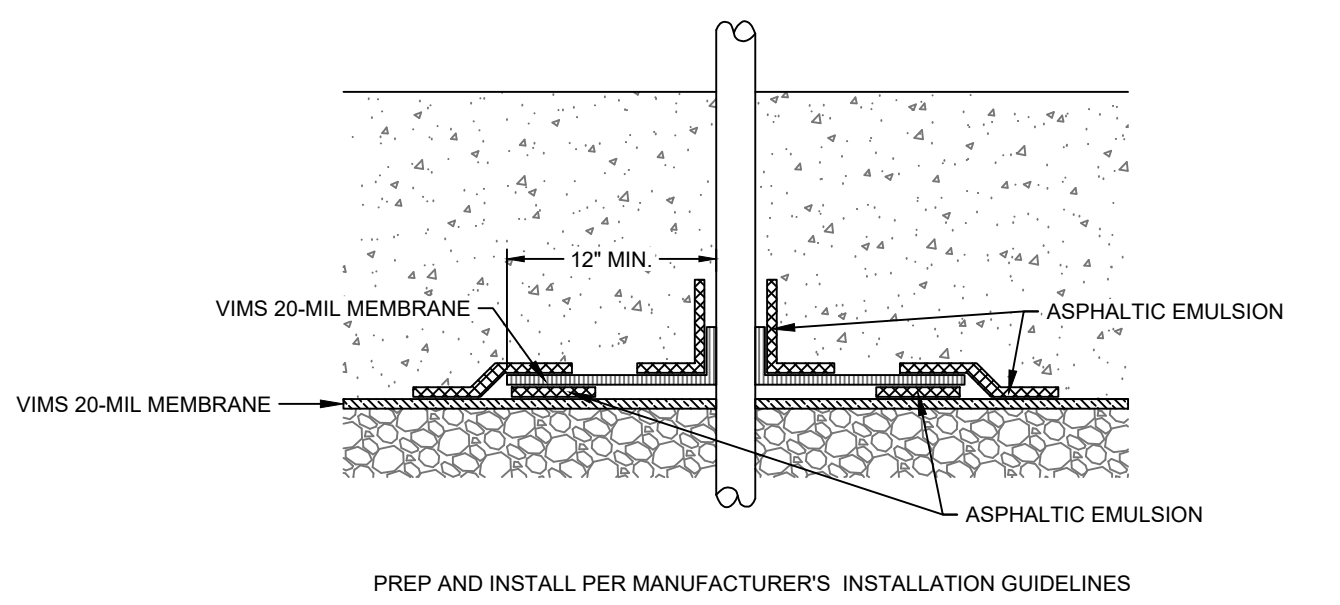 12" MIN.
VIMS 20-MIL MEMBRANE
ASPHALTIC EMULSION
VIMS 20-MIL MEMBRANE
ASPHALTIC EMULSION
PREP AND INSTALL PER MANUFACTURER'S INSTALLATION GUIDELINES